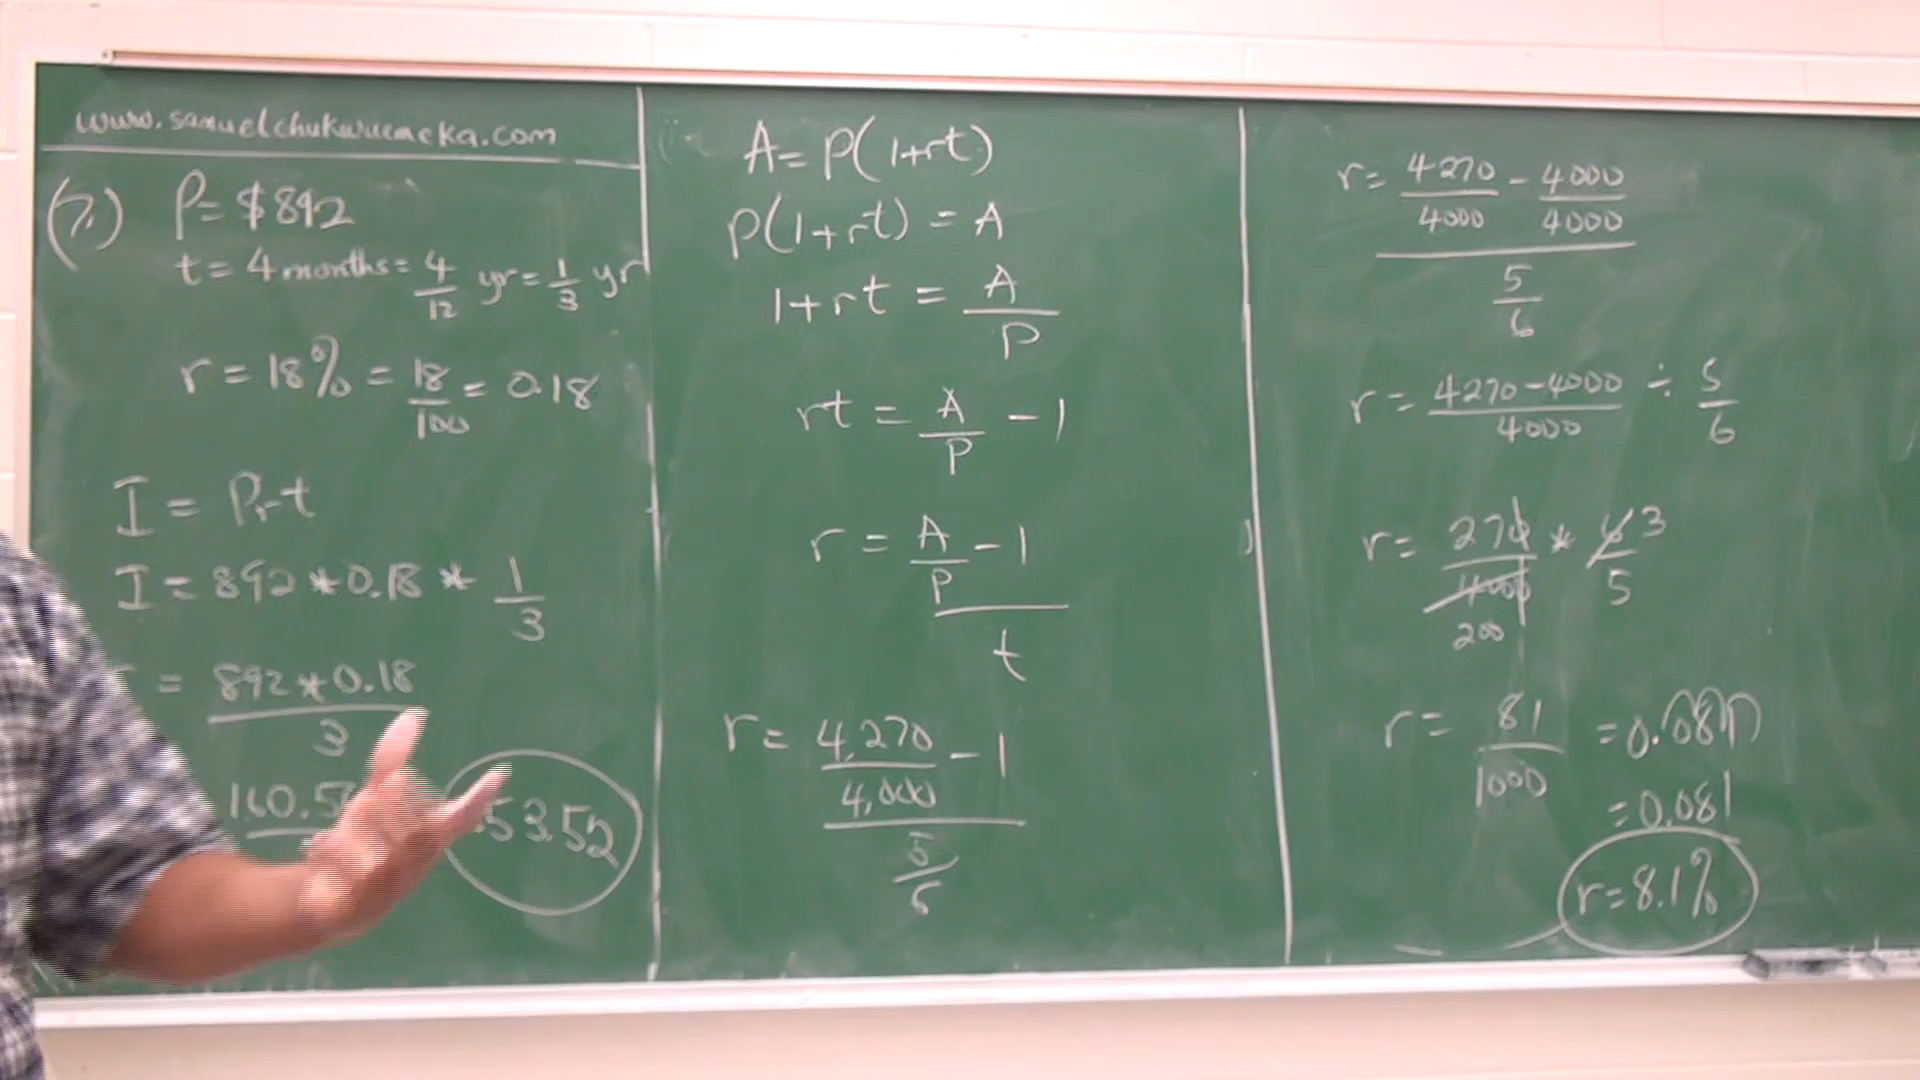 www.samuelchukwuemeka.com
(7.) P = $892
t = 4 months = 4/12 yr = 1/3 yr
r = 18% = 18/100 = 0.18
I = Prt
I = 892 * 0.18 * 1/3
= 892 * 0.18 / 3
160.5
53.52
A = P(1+rt)
P(1+rt) = A
1+rt = A/P
rt = A/P - 1
r = (A/P - 1) / t
r = (4,270/4,000 - 1) / (5/6)
r = (4270/4000 - 4000/4000) / (5/6)
r = (4270-4000)/4000 ÷ 5/6
r = 270/4000 * 6/5
3
200
r = 81/1000 = 0.081
= 0.081
r = 8.1%